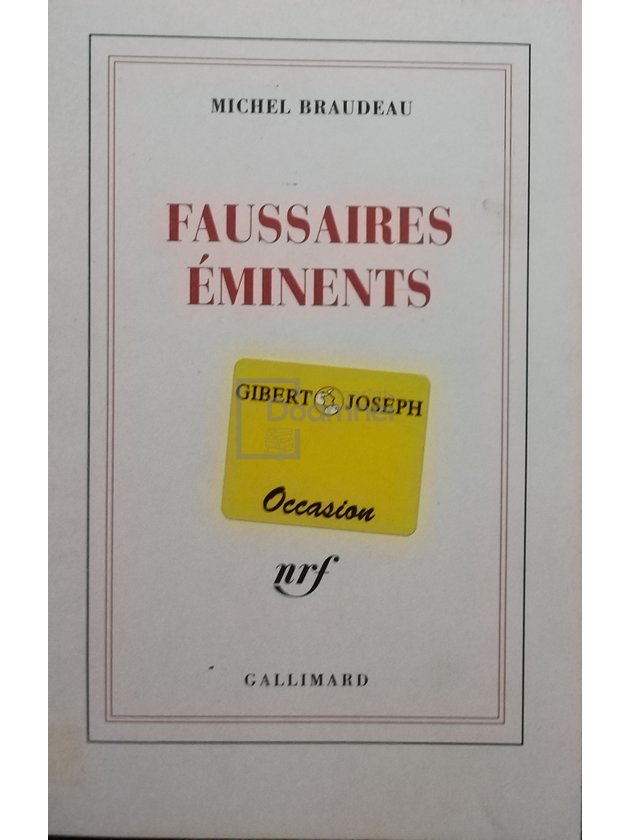 MICHEL BRAUDEAU
FAUSSAIRES
ÉMINENTS
GIBERT JOSEPH
Occasion
nrf
GALLIMARD